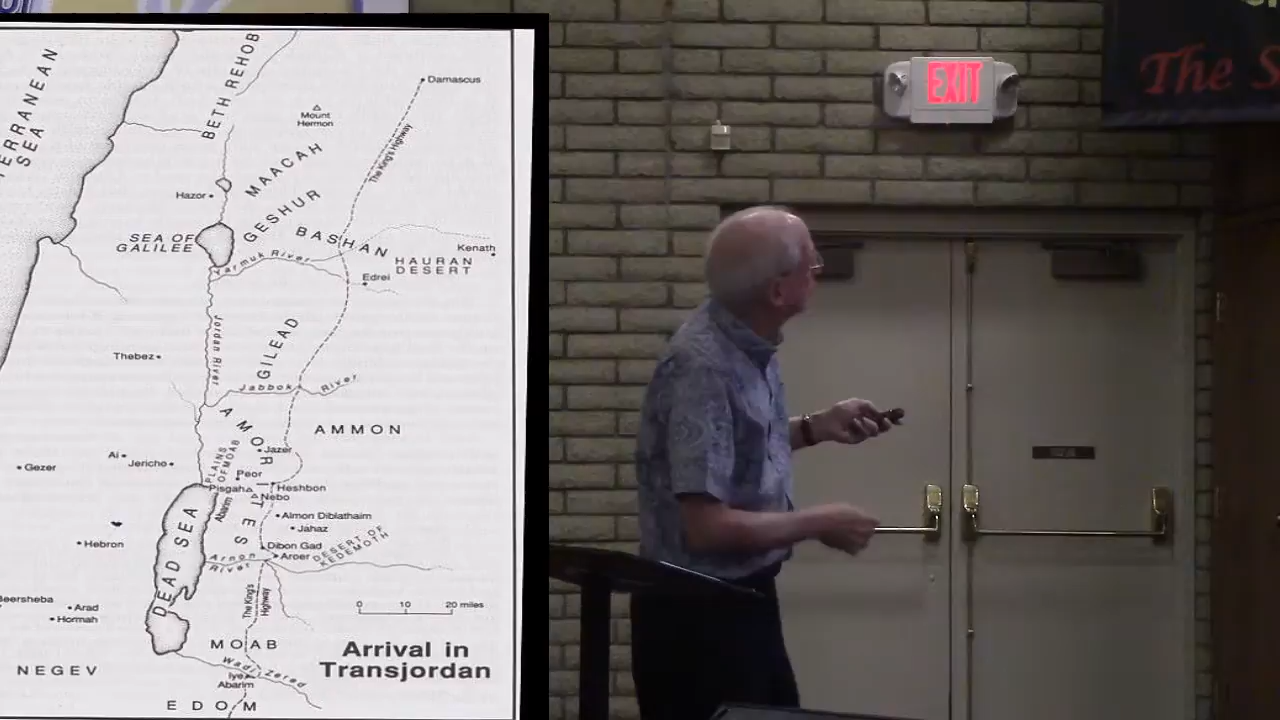 TERRANEAN
SEA
BETH REHOB
Damascus
Mount
Hermon
The King's Highway
MAACAH
Hazor
GESHUR
SEA OF
GALILEE
BASHAN
Kenath
HAURAN
DESERT
Yarmuk River
Edrei
Jordan River
GILEAD
Thebez
Jabbok River
AMORITES
AMMON
PLAINS
OF MOAB
Jazer
Ai
Jericho
Gezer
Peor
Pisgah
Heshbon
Nebo
Abarim
Almon Diblathaim
Jahaz
DEAD SEA
Hebron
Dibon Gad
Arnon
River
Aroer
DESERT OF
KEDEMOTH
The King's
Highway
Beersheba
Arad
Hormah
0 10 20 miles
MOAB
Arrival in
Transjordan
NEGEV
Wadi Zered
Iye
Abarim
EDOM
EXIT
The S